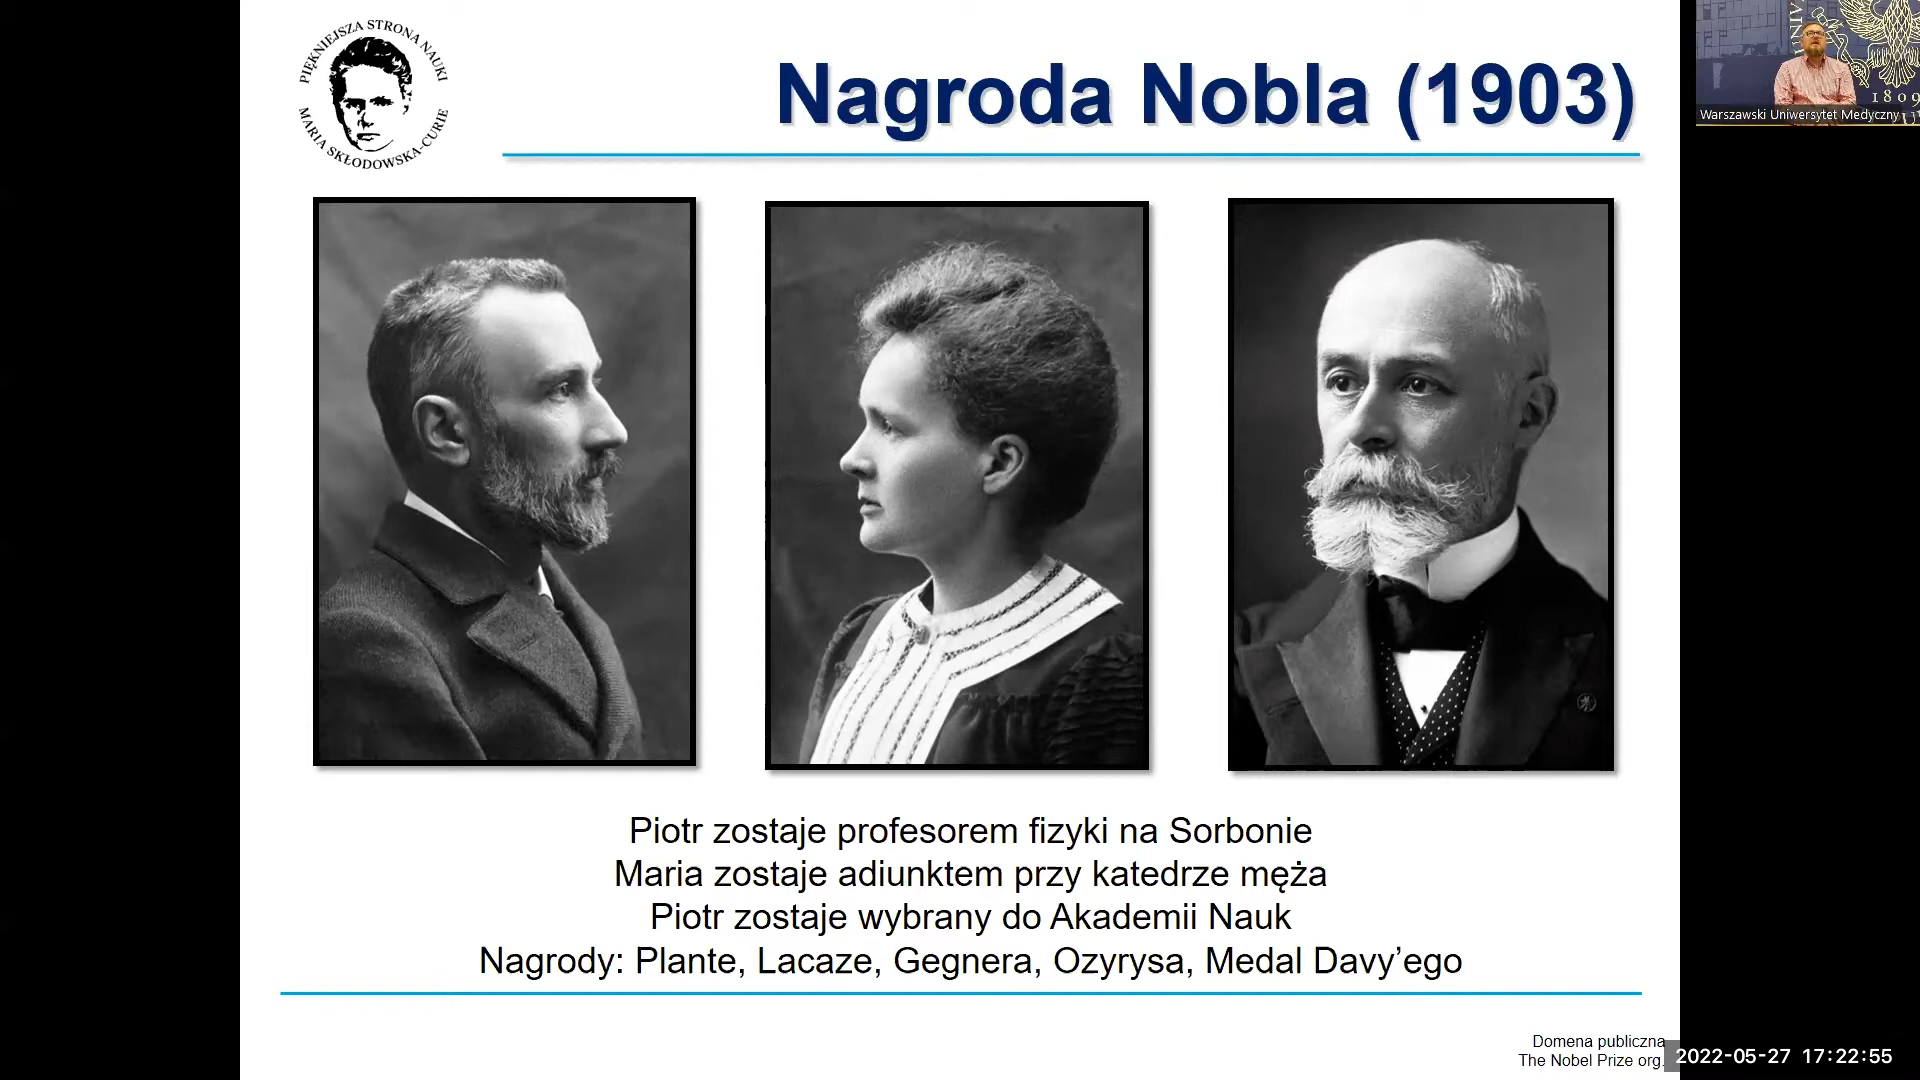 PIĘKNIEJSZA STRONA NAUKI
MARIA SKŁODOWSKA-CURIE
Nagroda Nobla (1903)
1809
Warszawski Uniwersytet Medyczny
Piotr zostaje profesorem fizyki na Sorbonie
Maria zostaje adiunktem przy katedrze męża
Piotr zostaje wybrany do Akademii Nauk
Nagrody: Plante, Lacaze, Gegnera, Ozyrysa, Medal Davy’ego
Domena publiczna
The Nobel Prize org.
2022-05-27 17:22:55